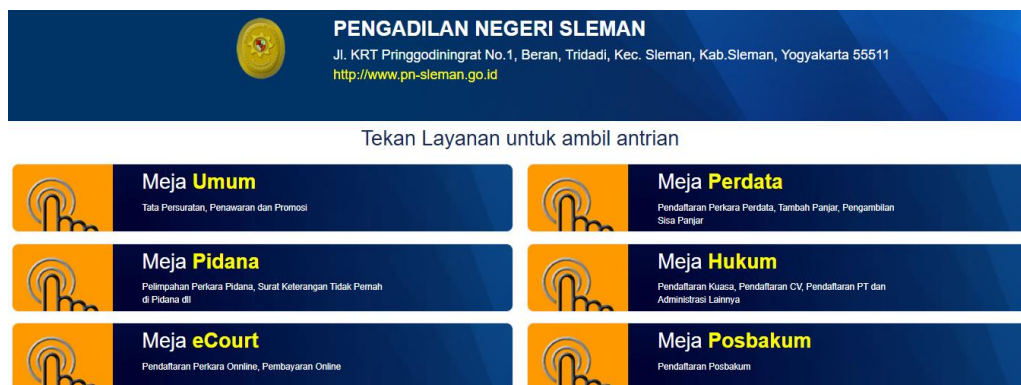 PENGADILAN NEGERI SLEMAN
Jl. KRT Pringgodiningrat No.1, Beran, Tridadi, Kec. Sleman, Kab.Sleman, Yogyakarta 55511
http://www.pn-sleman.go.id
Tekan Layanan untuk ambil antrian
Meja Umum
Tata Persuratan, Penawaran dan Promosi
Meja Perdata
Pendaftaran Perkara Perdata, Tambah Panjar, Pengambilan
Sisa Panjar
Meja Pidana
Pelimpahan Perkara Pidana, Surat Keterangan Tidak Pernah
di Pidana dll
Meja Hukum
Pendaftaran Kuasa, Pendaftaran CV, Pendaftaran PT dan
Administrasi Lainnya
Meja eCourt
Pendaftaran Perkara Onnline, Pembayaran Online
Meja Posbakum
Pendaftaran Posbakum